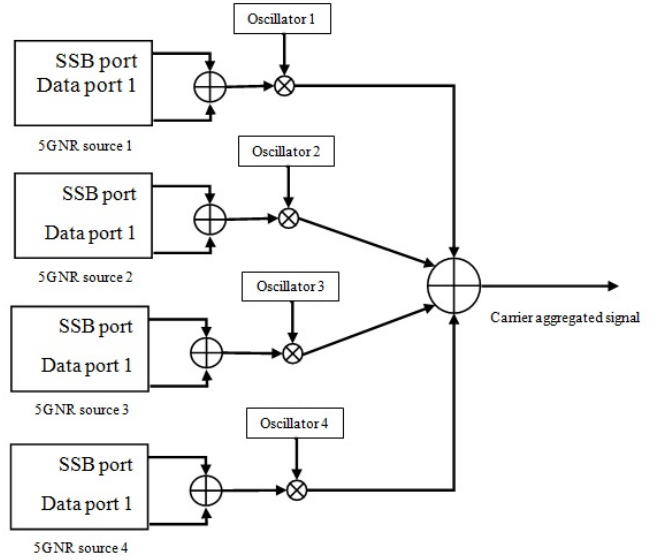 Oscillator 1
SSB port
Data port 1
5GNR source 1
Oscillator 2
SSB port
Data port 1
5GNR source 2
Oscillator 3
SSB port
Data port 1
5GNR source 3
Carrier aggregated signal
Oscillator 4
SSB port
Data port 1
5GNR source 4